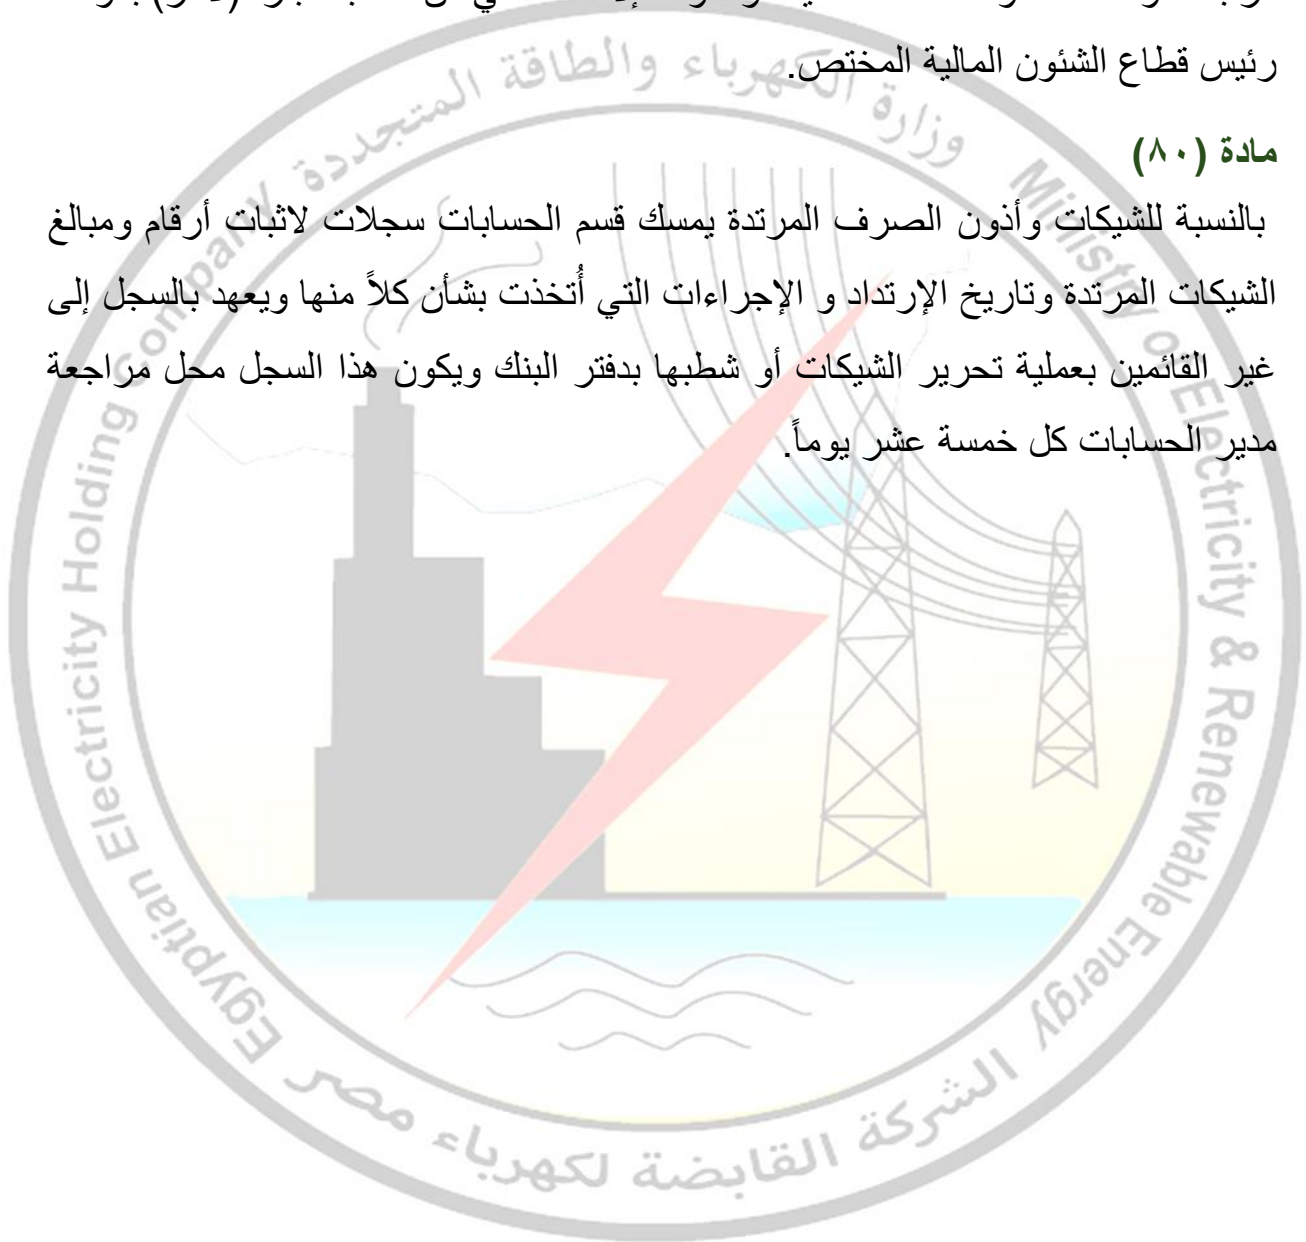 رئيس قطاع الشئون المالية المختص.
مادة (٨٠)
بالنسبة للشيكات وأذون الصرف المرتدة يمسك قسم الحسابات سجلات لاثبات أرقام ومبالغ
الشيكات المرتدة وتاريخ الإرتداد و الإجراءات التي أُتخذت بشأن كلاً منها ويعهد بالسجل إلى
غير القائمين بعملية تحرير الشيكات أو شطبها بدفتر البنك ويكون هذا السجل محل مراجعة
مدير الحسابات كل خمسة عشر يوماً.
وزارة الكهرباء والطاقة المتجددة
Ministry of Electricity & Renewable Energy
الشركة القابضة لكهرباء مصر
Egyptian Electricity Holding Company